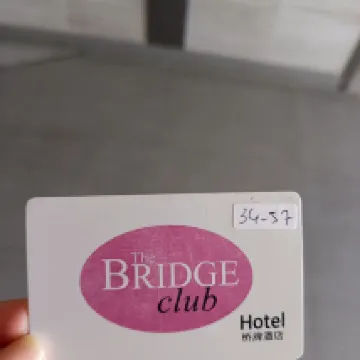 34-37
The
BRIDGE
club
Hotel
桥牌酒店